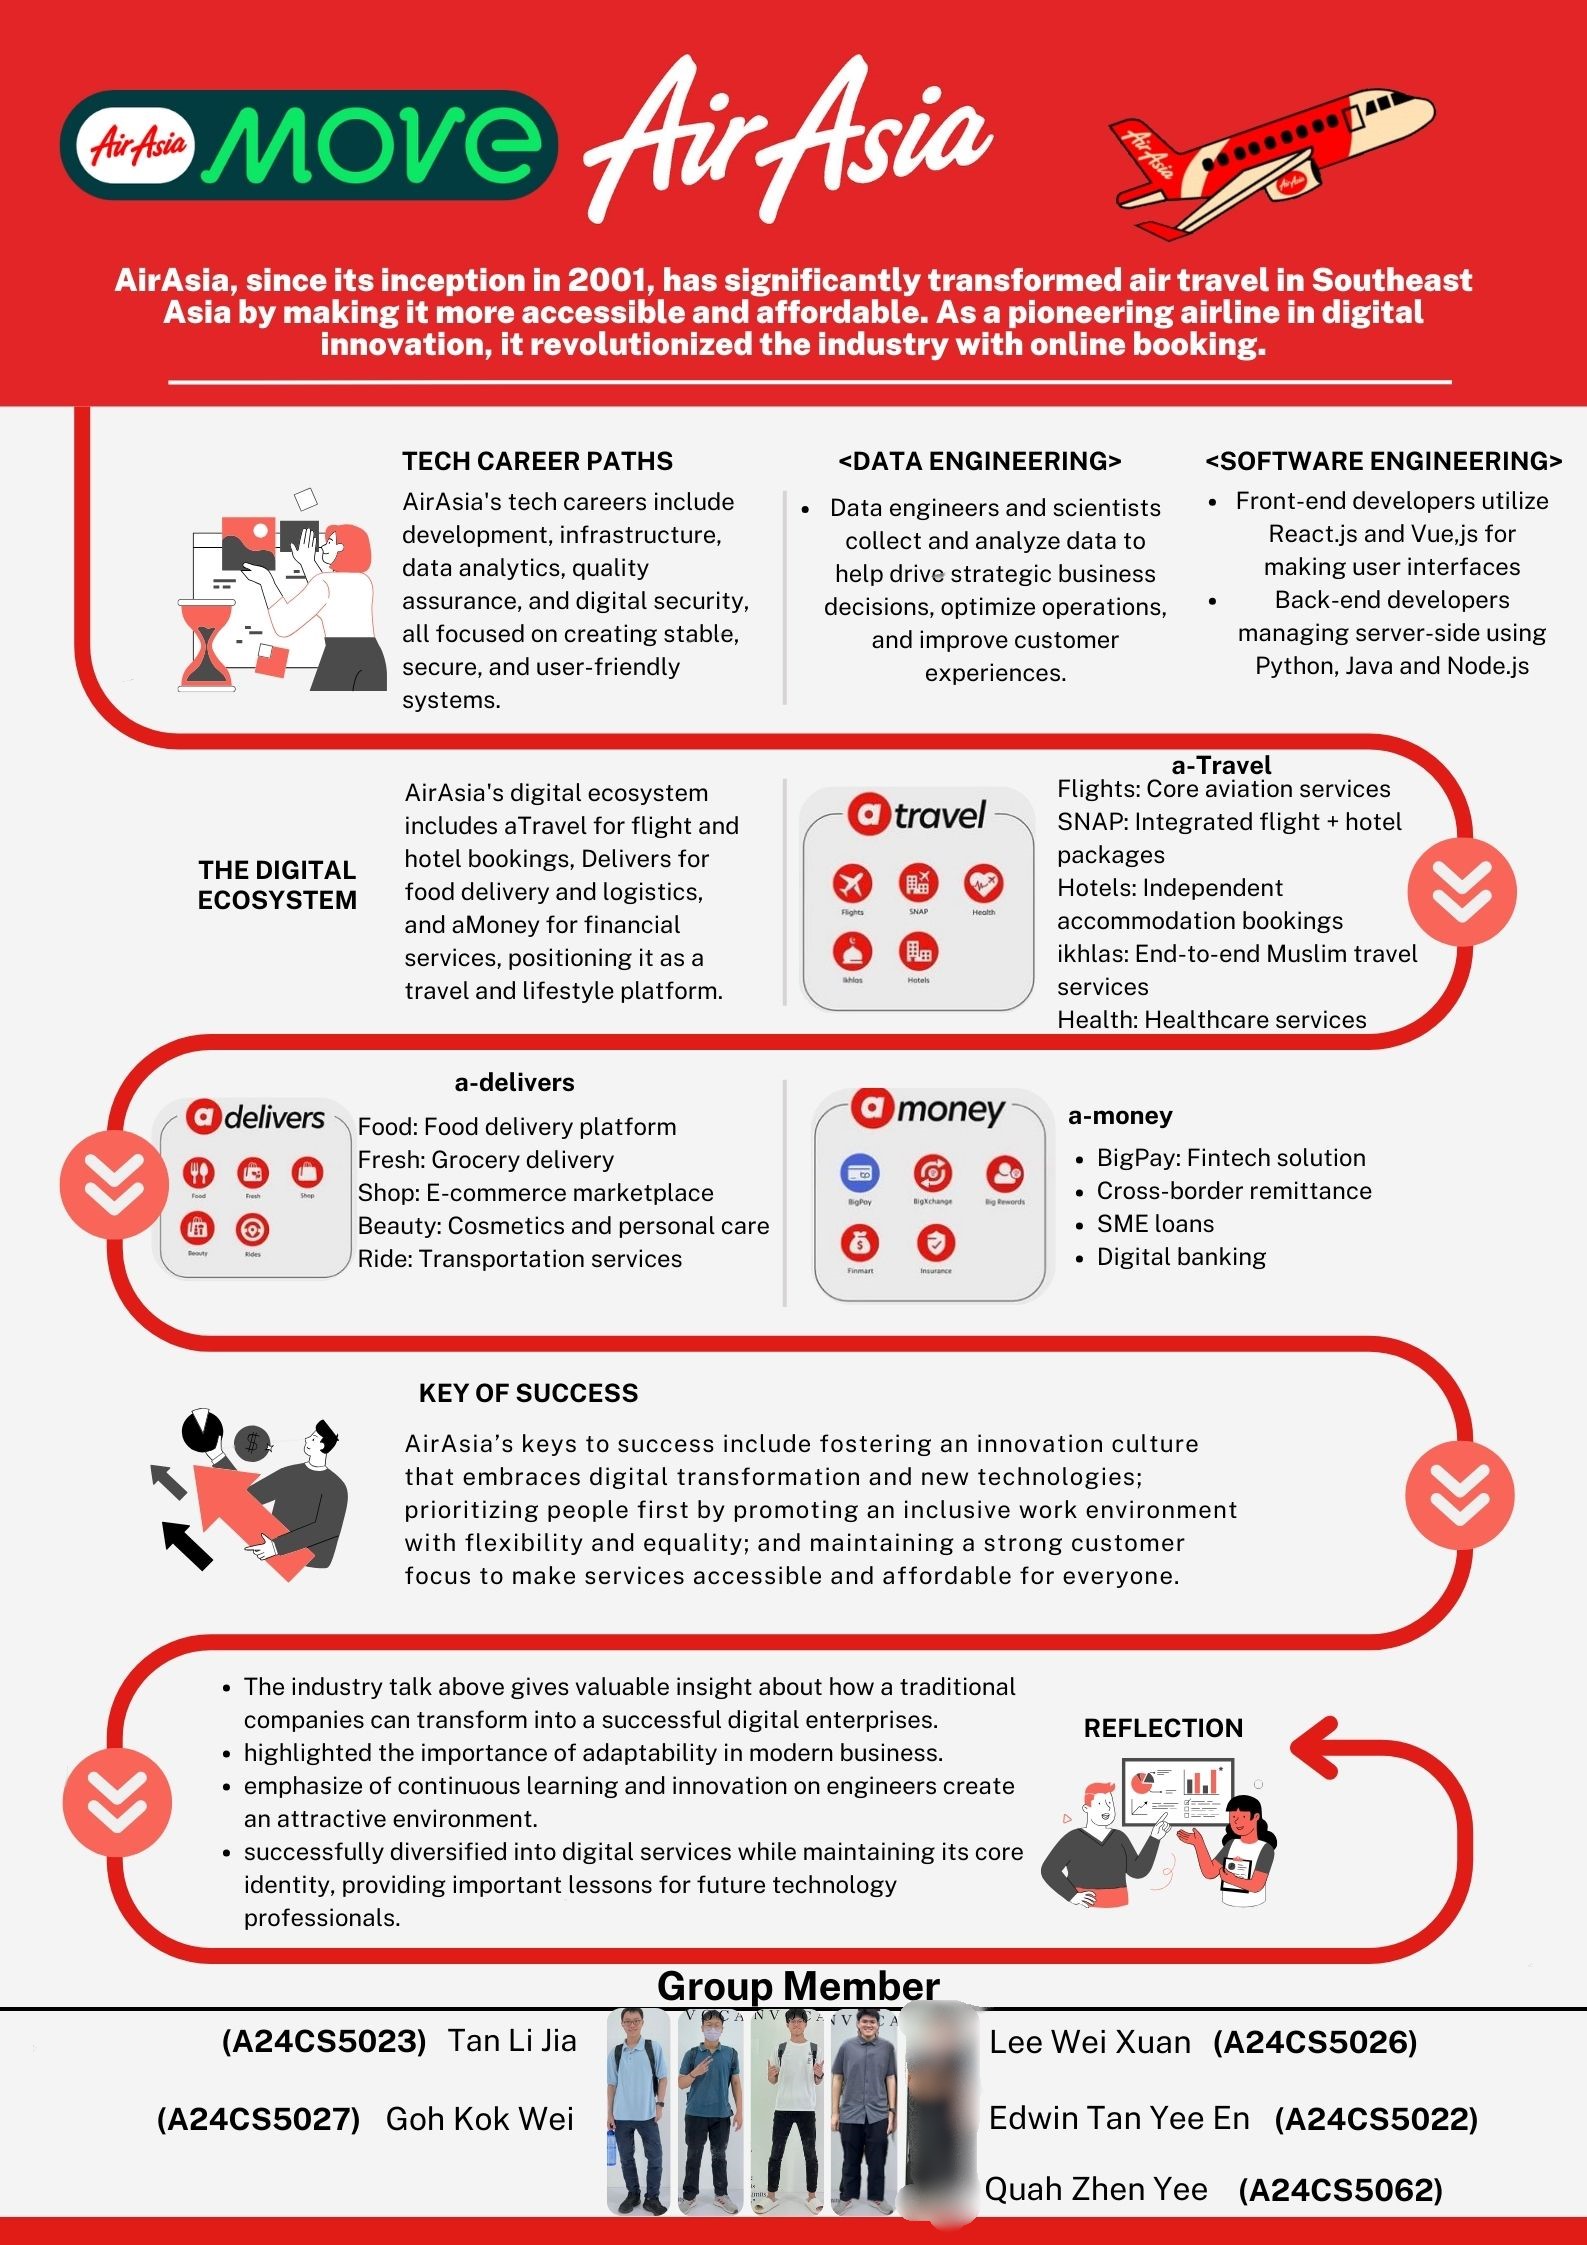 AirAsia move AirAsia
AirAsia
AirAsia
AirAsia, since its inception in 2001, has significantly transformed air travel in Southeast
Asia by making it more accessible and affordable. As a pioneering airline in digital
innovation, it revolutionized the industry with online booking.
TECH CAREER PATHS
AirAsia's tech careers include
development, infrastructure,
data analytics, quality
assurance, and digital security,
all focused on creating stable,
secure, and user-friendly
systems.
<DATA ENGINEERING>
• Data engineers and scientists
collect and analyze data to
help drive strategic business
decisions, optimize operations,
and improve customer
experiences.
<SOFTWARE ENGINEERING>
• Front-end developers utilize
React.js and Vue,js for
making user interfaces
• Back-end developers
managing server-side using
Python, Java and Node.js
THE DIGITAL
ECOSYSTEM
AirAsia's digital ecosystem
includes aTravel for flight and
hotel bookings, Delivers for
food delivery and logistics,
and aMoney for financial
services, positioning it as a
travel and lifestyle platform.
a travel
Flights SNAP Health
Ikhlas Hotels
a-Travel
Flights: Core aviation services
SNAP: Integrated flight + hotel
packages
Hotels: Independent
accommodation bookings
ikhlas: End-to-end Muslim travel
services
Health: Healthcare services
a delivers
Food Fresh Shop
Beauty Rides
a-delivers
Food: Food delivery platform
Fresh: Grocery delivery
Shop: E-commerce marketplace
Beauty: Cosmetics and personal care
Ride: Transportation services
a money
BigPay BigXchange Big Rewards
Finmart Insurance
a-money
• BigPay: Fintech solution
• Cross-border remittance
• SME loans
• Digital banking
KEY OF SUCCESS
AirAsia’s keys to success include fostering an innovation culture
that embraces digital transformation and new technologies;
prioritizing people first by promoting an inclusive work environment
with flexibility and equality; and maintaining a strong customer
focus to make services accessible and affordable for everyone.
• The industry talk above gives valuable insight about how a traditional
companies can transform into a successful digital enterprises.
• highlighted the importance of adaptability in modern business.
• emphasize of continuous learning and innovation on engineers create
an attractive environment.
• successfully diversified into digital services while maintaining its core
identity, providing important lessons for future technology
professionals.
REFLECTION
Group Member
(A24CS5023) Tan Li Jia
(A24CS5027) Goh Kok Wei
Lee Wei Xuan (A24CS5026)
Edwin Tan Yee En (A24CS5022)
Quah Zhen Yee (A24CS5062)